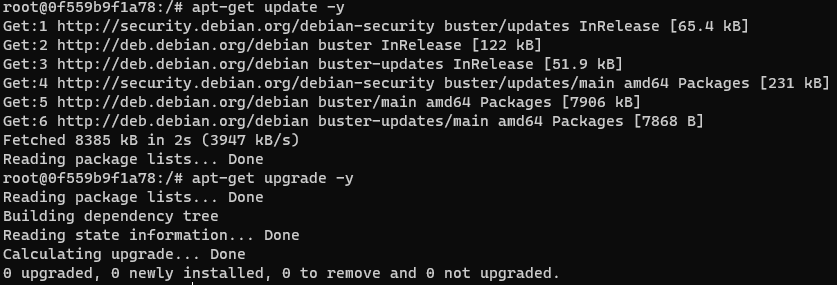 root@0f559b9f1a78:/# apt-get update -y
Get:1 http://security.debian.org/debian-security buster/updates InRelease [65.4 kB]
Get:2 http://deb.debian.org/debian buster InRelease [122 kB]
Get:3 http://deb.debian.org/debian buster-updates InRelease [51.9 kB]
Get:4 http://security.debian.org/debian-security buster/updates/main amd64 Packages [231 kB]
Get:5 http://deb.debian.org/debian buster/main amd64 Packages [7906 kB]
Get:6 http://deb.debian.org/debian buster-updates/main amd64 Packages [7868 B]
Fetched 8385 kB in 2s (3947 kB/s)
Reading package lists... Done
root@0f559b9f1a78:/# apt-get upgrade -y
Reading package lists... Done
Building dependency tree
Reading state information... Done
Calculating upgrade... Done
0 upgraded, 0 newly installed, 0 to remove and 0 not upgraded.